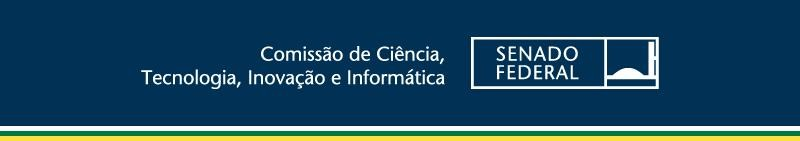 Comissão de Ciência,
Tecnologia, Inovação e Informática
SENADO
FEDERAL